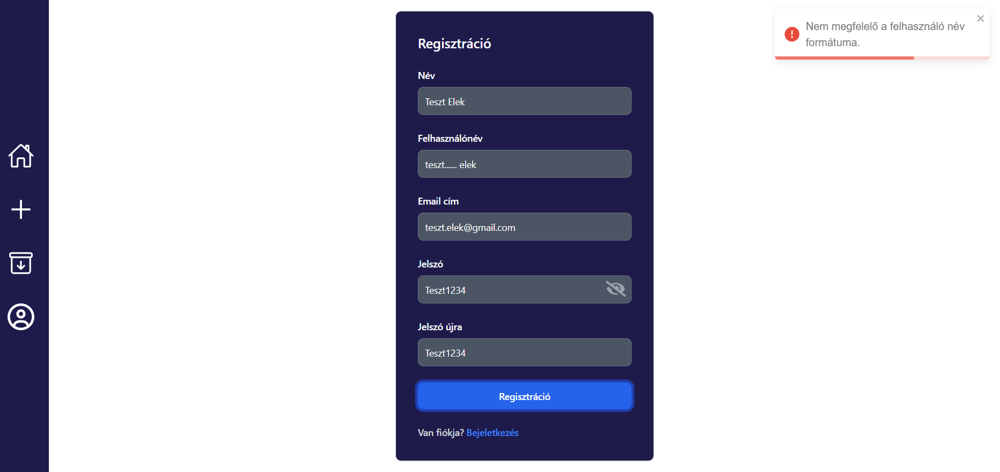 Regisztráció
Név
Teszt Elek
Felhasználónév
teszt...... elek
Email cím
teszt.elek@gmail.com
Jelszó
Teszt1234
Jelszó újra
Teszt1234
Regisztráció
Van fiókja? Bejeletkezés
Nem megfelelő a felhasználó név
formátuma.